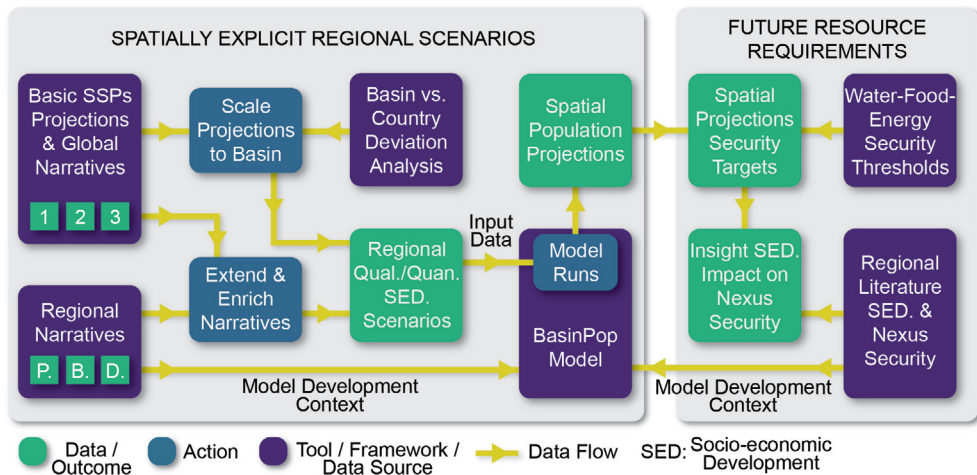 SPATIALLY EXPLICIT REGIONAL SCENARIOS
FUTURE RESOURCE
REQUIREMENTS
Basic SSPs
Projections
& Global
Narratives
1 2 3
Scale
Projections
to Basin
Basin vs.
Country
Deviation
Analysis
Spatial
Population
Projections
Spatial
Projections
Security
Targets
Water-Food-
Energy
Security
Thresholds
Extend &
Enrich
Narratives
Regional
Qual./Quan.
SED.
Scenarios
Input
Data
Model
Runs
BasinPop
Model
Insight SED.
Impact on
Nexus
Security
Regional
Literature
SED. &
Nexus
Security
Regional
Narratives
P. B. D.
Model Development
Context
Model Development
Context
Data /
Outcome
Action
Tool / Framework /
Data Source
Data Flow
SED: Socio-economic
Development